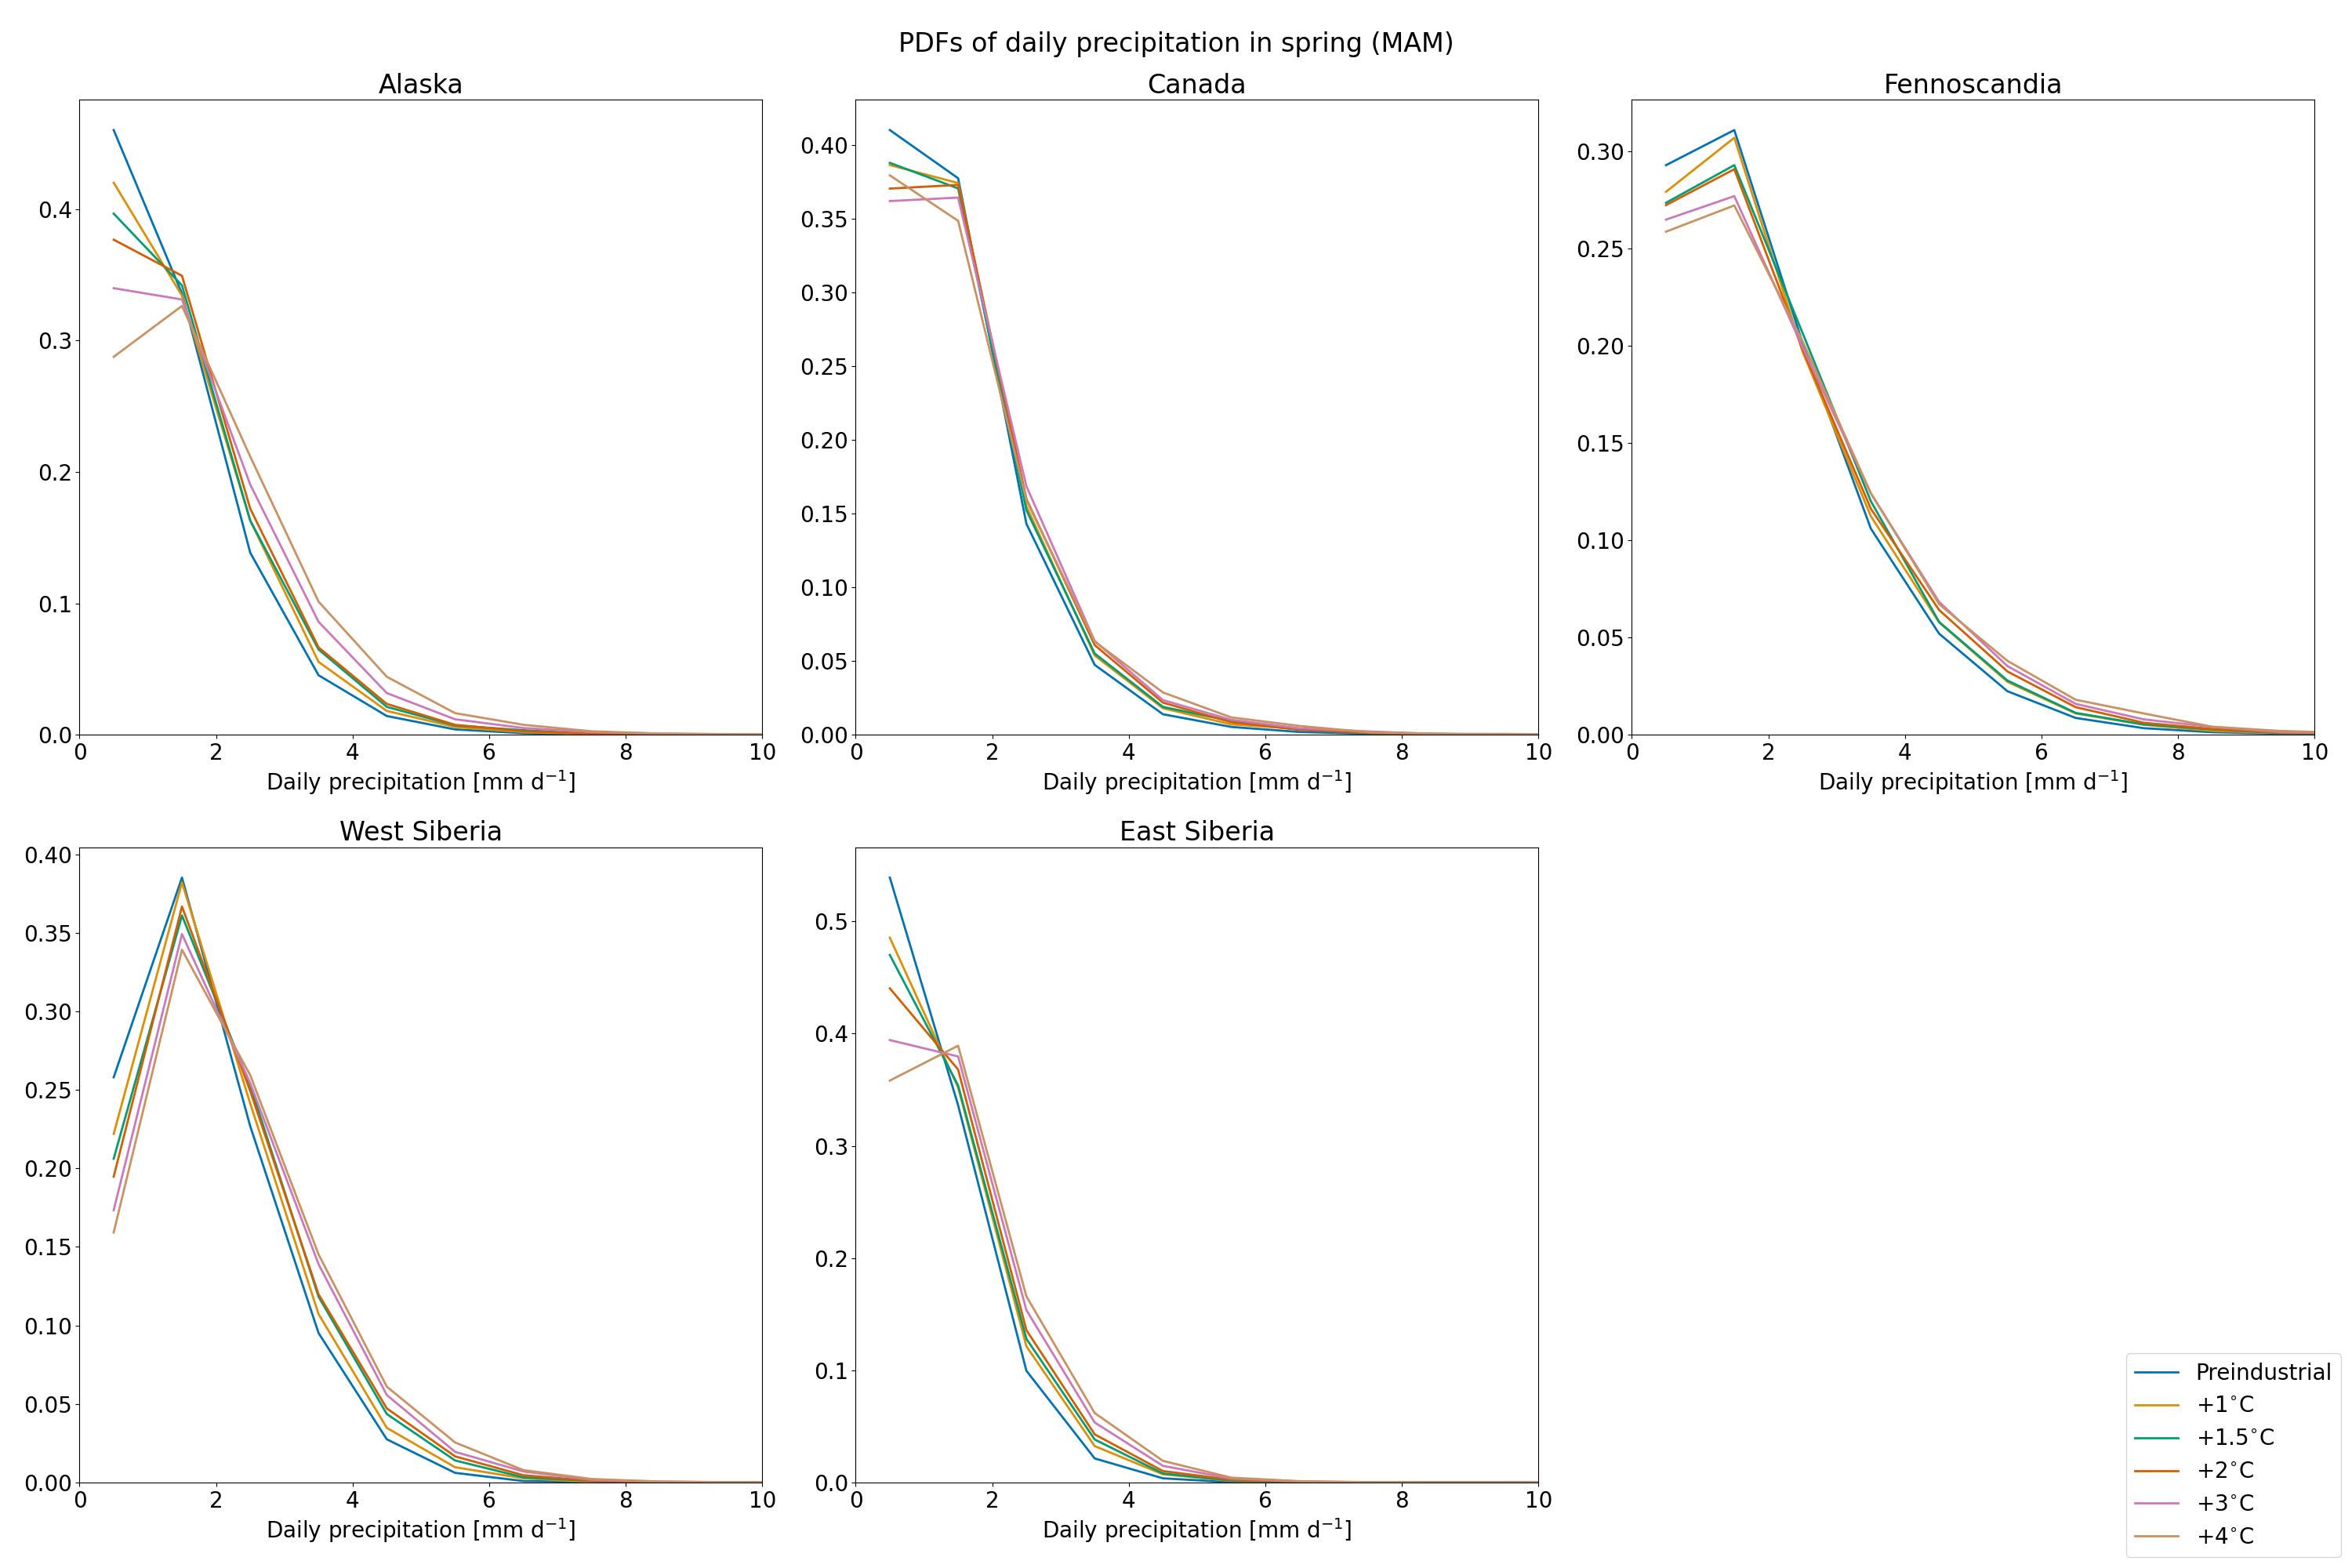 PDFs of daily precipitation in spring (MAM)
Alaska
0.4
0.3
0.2
0.1
0.0
0 2 4 6 8 10
Daily precipitation [mm d⁻¹]
Canada
0.40
0.35
0.30
0.25
0.20
0.15
0.10
0.05
0.00
0 2 4 6 8 10
Daily precipitation [mm d⁻¹]
Fennoscandia
0.30
0.25
0.20
0.15
0.10
0.05
0.00
0 2 4 6 8 10
Daily precipitation [mm d⁻¹]
West Siberia
0.40
0.35
0.30
0.25
0.20
0.15
0.10
0.05
0.00
0 2 4 6 8 10
Daily precipitation [mm d⁻¹]
East Siberia
0.5
0.4
0.3
0.2
0.1
0.0
0 2 4 6 8 10
Daily precipitation [mm d⁻¹]
Preindustrial
+1°C
+1.5°C
+2°C
+3°C
+4°C